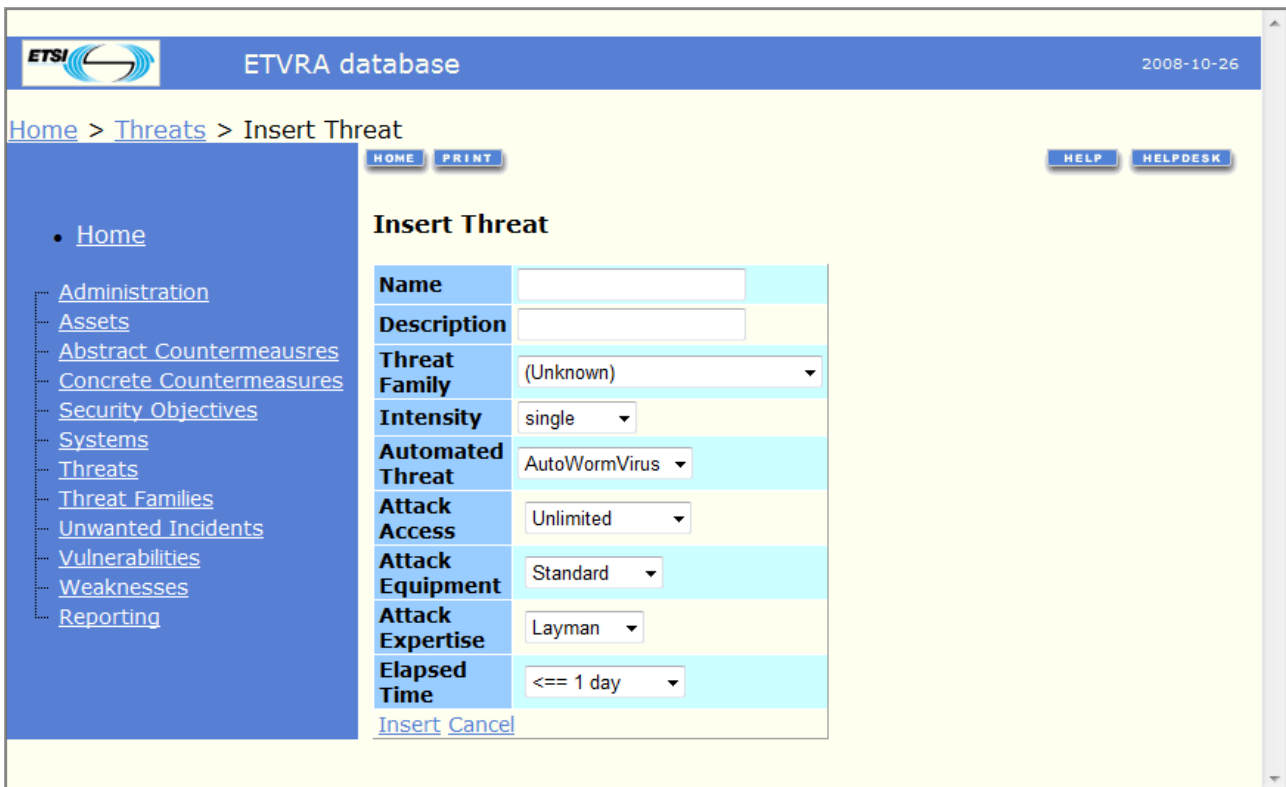 ETSI
ETVRA database
2008-10-26
Home > Threats > Insert Threat
HOME PRINT
HELP HELPDESK
Home
Administration
Assets
Abstract Countermeausres
Concrete Countermeasures
Security Objectives
Systems
Threats
Threat Families
Unwanted Incidents
Vulnerabilities
Weaknesses
Reporting
Insert Threat
Name
Description
Threat
Family
(Unknown)
Intensity
single
Automated
Threat
AutoWormVirus
Attack
Access
Unlimited
Attack
Equipment
Standard
Attack
Expertise
Layman
Elapsed
Time
<== 1 day
Insert Cancel